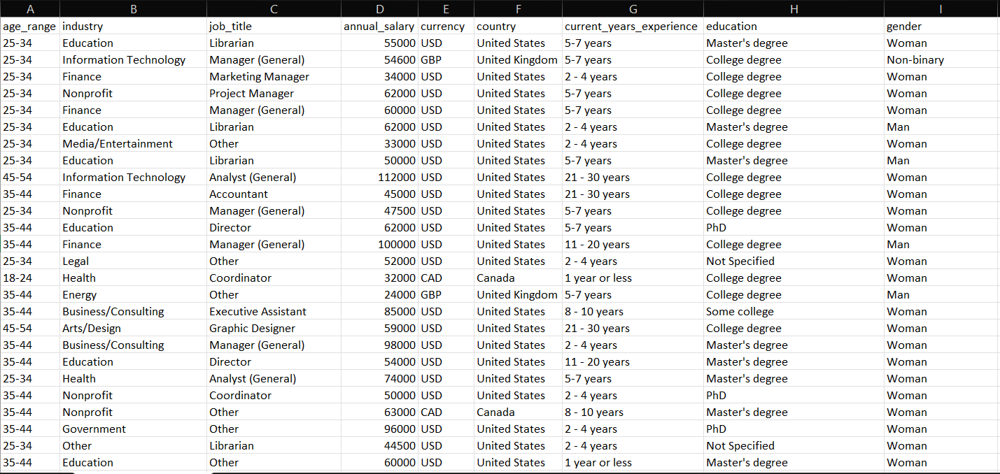 A B C D E F G H I
age_range industry job_title annual_salary currency country current_years_experience education gender
25-34 Education Librarian 55000 USD United States 5-7 years Master's degree Woman
25-34 Information Technology Manager (General) 54600 GBP United Kingdom 5-7 years College degree Non-binary
25-34 Finance Marketing Manager 34000 USD United States 2 - 4 years College degree Woman
25-34 Nonprofit Project Manager 62000 USD United States 5-7 years College degree Woman
25-34 Finance Manager (General) 60000 USD United States 5-7 years College degree Woman
25-34 Education Librarian 62000 USD United States 2 - 4 years Master's degree Man
25-34 Media/Entertainment Other 33000 USD United States 2 - 4 years College degree Woman
25-34 Education Librarian 50000 USD United States 5-7 years Master's degree Man
45-54 Information Technology Analyst (General) 112000 USD United States 21 - 30 years College degree Woman
35-44 Finance Accountant 45000 USD United States 21 - 30 years College degree Woman
25-34 Nonprofit Manager (General) 47500 USD United States 5-7 years College degree Woman
35-44 Education Director 62000 USD United States 5-7 years PhD Woman
35-44 Finance Manager (General) 100000 USD United States 11 - 20 years College degree Man
25-34 Legal Other 52000 USD United States 2 - 4 years Not Specified Woman
18-24 Health Coordinator 32000 CAD Canada 1 year or less College degree Woman
35-44 Energy Other 24000 GBP United Kingdom 5-7 years College degree Man
35-44 Business/Consulting Executive Assistant 85000 USD United States 8 - 10 years Some college Woman
45-54 Arts/Design Graphic Designer 59000 USD United States 21 - 30 years College degree Woman
35-44 Business/Consulting Manager (General) 98000 USD United States 2 - 4 years Master's degree Woman
35-44 Education Director 54000 USD United States 11 - 20 years Master's degree Woman
25-34 Health Analyst (General) 74000 USD United States 5-7 years Master's degree Woman
35-44 Nonprofit Coordinator 50000 USD United States 2 - 4 years PhD Woman
35-44 Nonprofit Other 63000 CAD Canada 8 - 10 years Master's degree Woman
35-44 Government Other 96000 USD United States 2 - 4 years PhD Woman
25-34 Other Librarian 44500 USD United States 2 - 4 years Not Specified Woman
35-44 Education Other 60000 USD United States 1 year or less Master's degree Woman